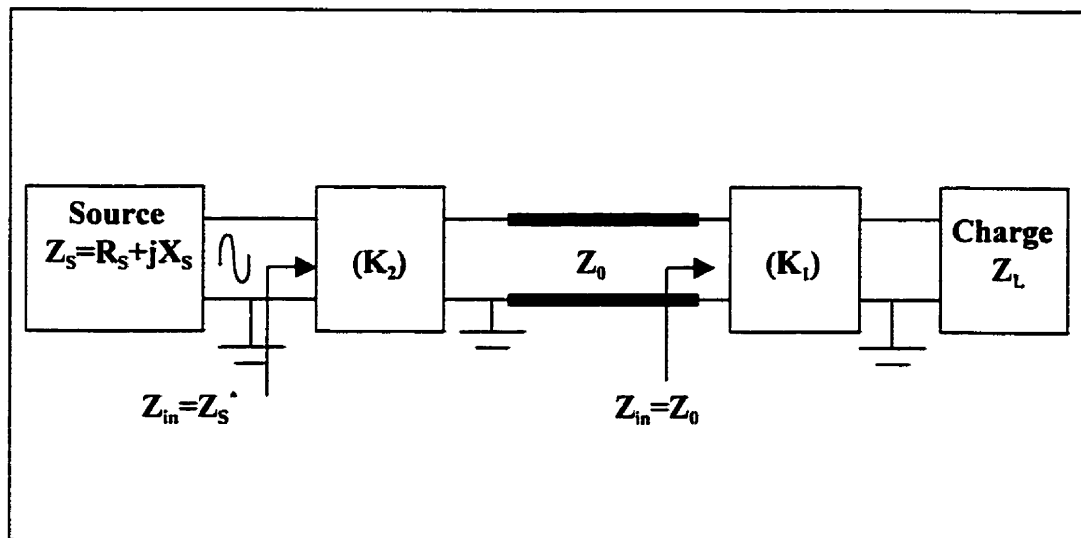 Source
Z_S=R_S+jX_S
(K_2)
Z_0
(K_1)
Charge
Z_L
Z_in=Z_S*
Z_in=Z_0